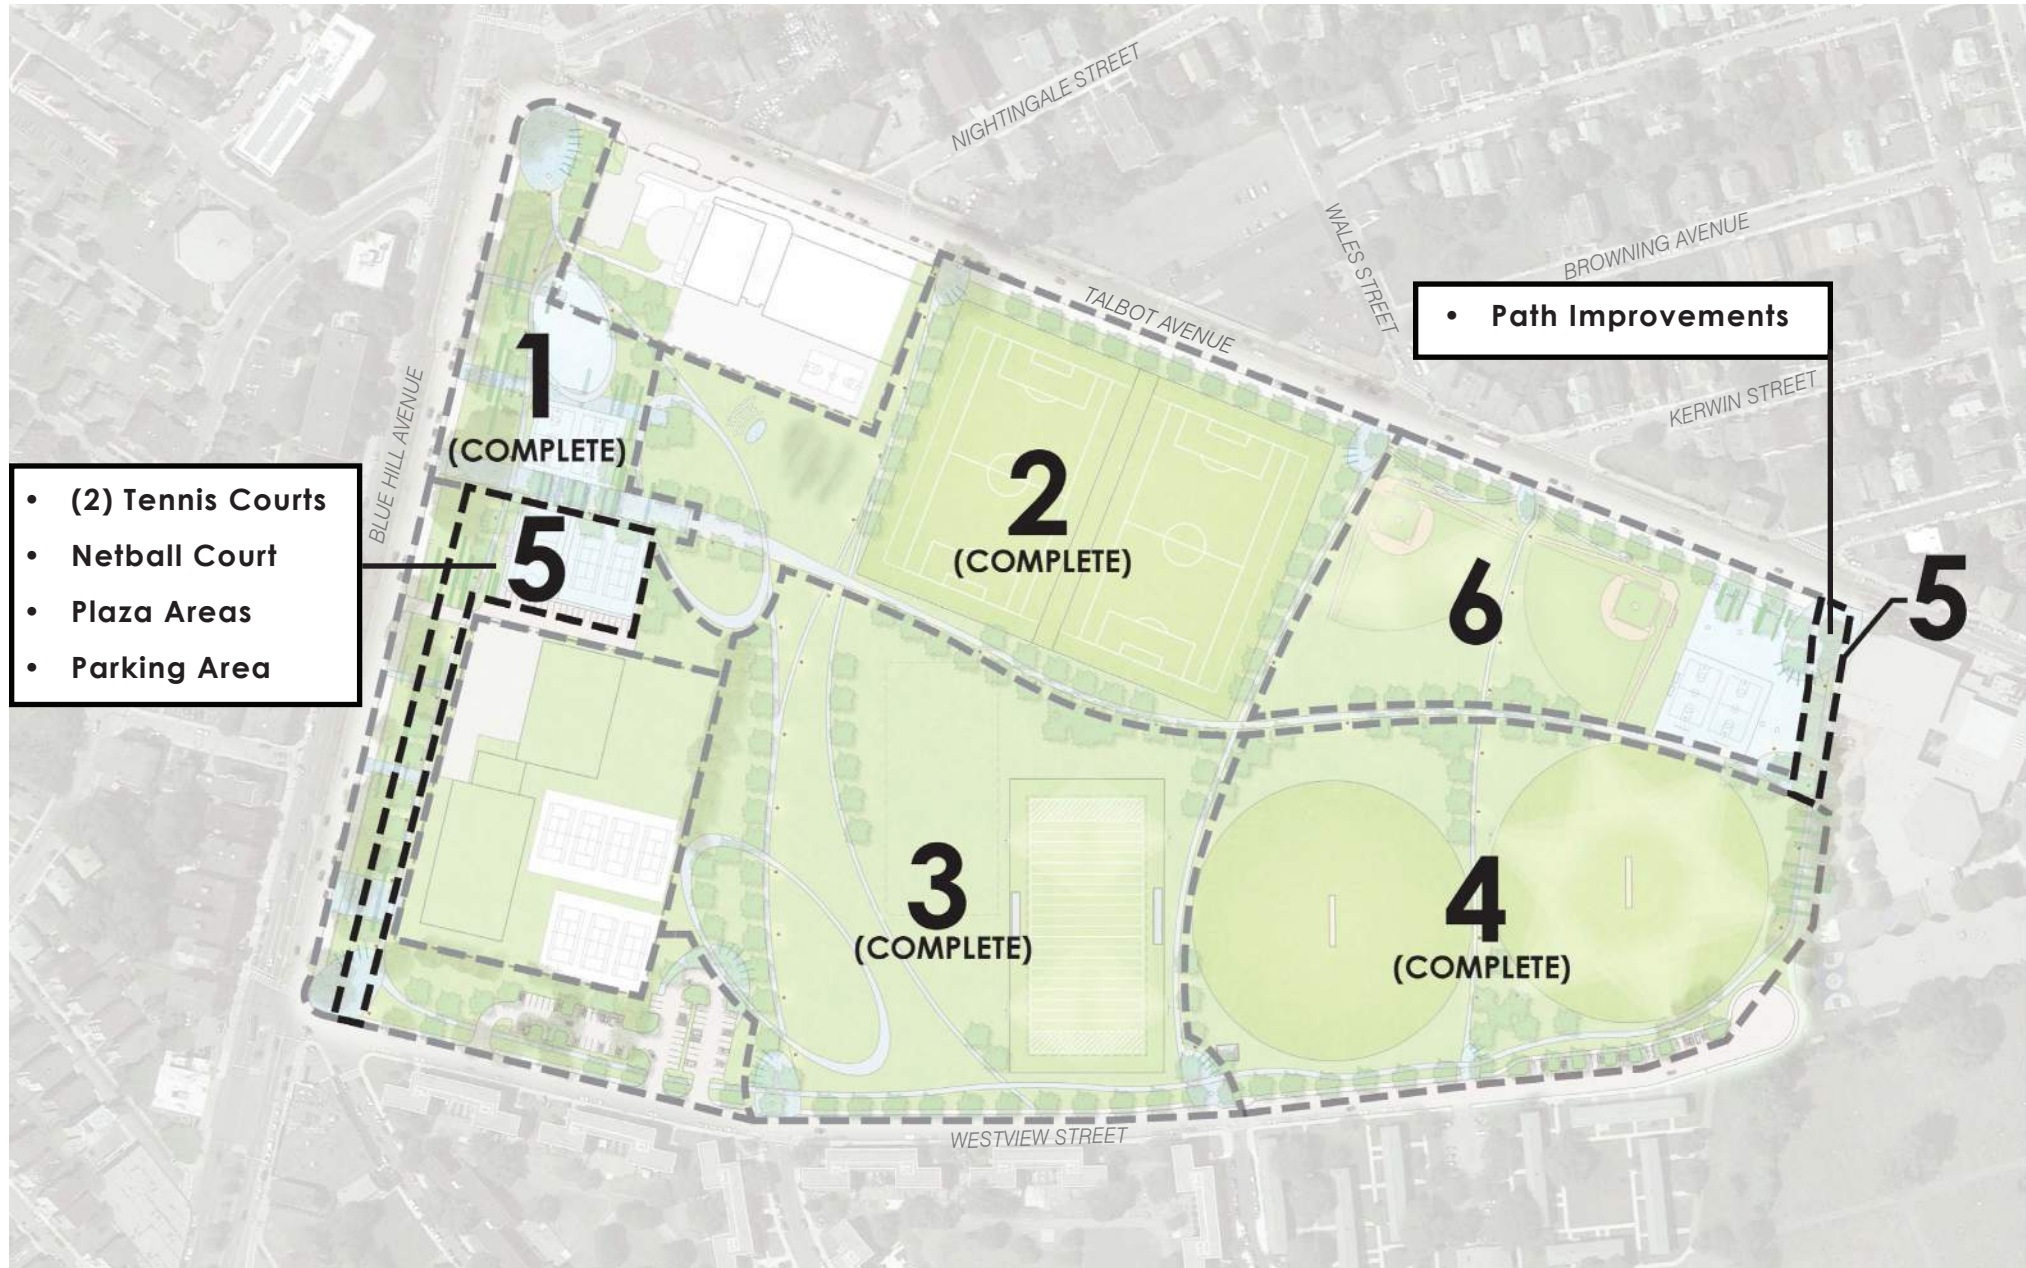 NIGHTINGALE STREET
WALES STREET
BROWNING AVENUE
TALBOT AVENUE
• Path Improvements
KERWIN STREET
BLUE HILL AVENUE
1
(COMPLETE)
2
(COMPLETE)
• (2) Tennis Courts
• Netball Court
• Plaza Areas
• Parking Area
5
6
5
3
(COMPLETE)
4
(COMPLETE)
WESTVIEW STREET